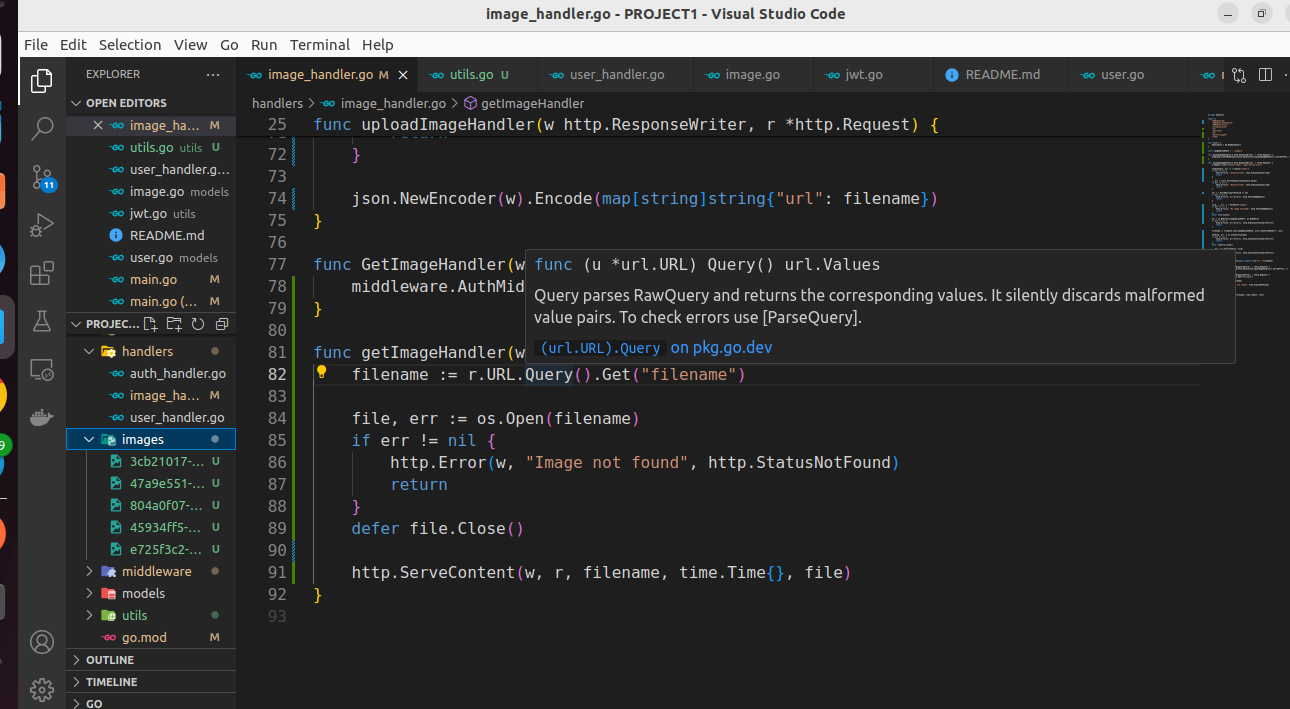 image_handler.go - PROJECT1 - Visual Studio Code
File Edit Selection View Go Run Terminal Help
EXPLORER ···
image_handler.go M
utils.go U
user_handler.go
image.go
jwt.go
README.md
user.go
handlers > image_handler.go > getImageHandler
OPEN EDITORS
image_ha... M
utils.go utils U
user_handler.g...
image.go models
jwt.go utils
README.md
user.go models
main.go M
main.go (... M
PROJEC...
handlers
auth_handler.go
image_ha... M
user_handler.go
images
3cb21017-... U
47a9e551-... U
804a0f07-... U
45934ff5-... U
e725f3c2-... U
middleware
models
utils
go.mod M
OUTLINE
TIMELINE
GO
11
9
25 func uploadImageHandler(w http.ResponseWriter, r *http.Request) {
72 }
73
74 json.NewEncoder(w).Encode(map[string]string{"url": filename})
75 }
76
77 func GetImageHandler(w
78 middleware.AuthMid
79 }
80
81 func getImageHandler(w
82 filename := r.URL.Query().Get("filename")
83
84 file, err := os.Open(filename)
85 if err != nil {
86 http.Error(w, "Image not found", http.StatusNotFound)
87 return
88 }
89 defer file.Close()
90
91 http.ServeContent(w, r, filename, time.Time{}, file)
92 }
93
func (u *url.URL) Query() url.Values
Query parses RawQuery and returns the corresponding values. It silently discards malformed
value pairs. To check errors use [ParseQuery].
(url.URL).Query on pkg.go.dev